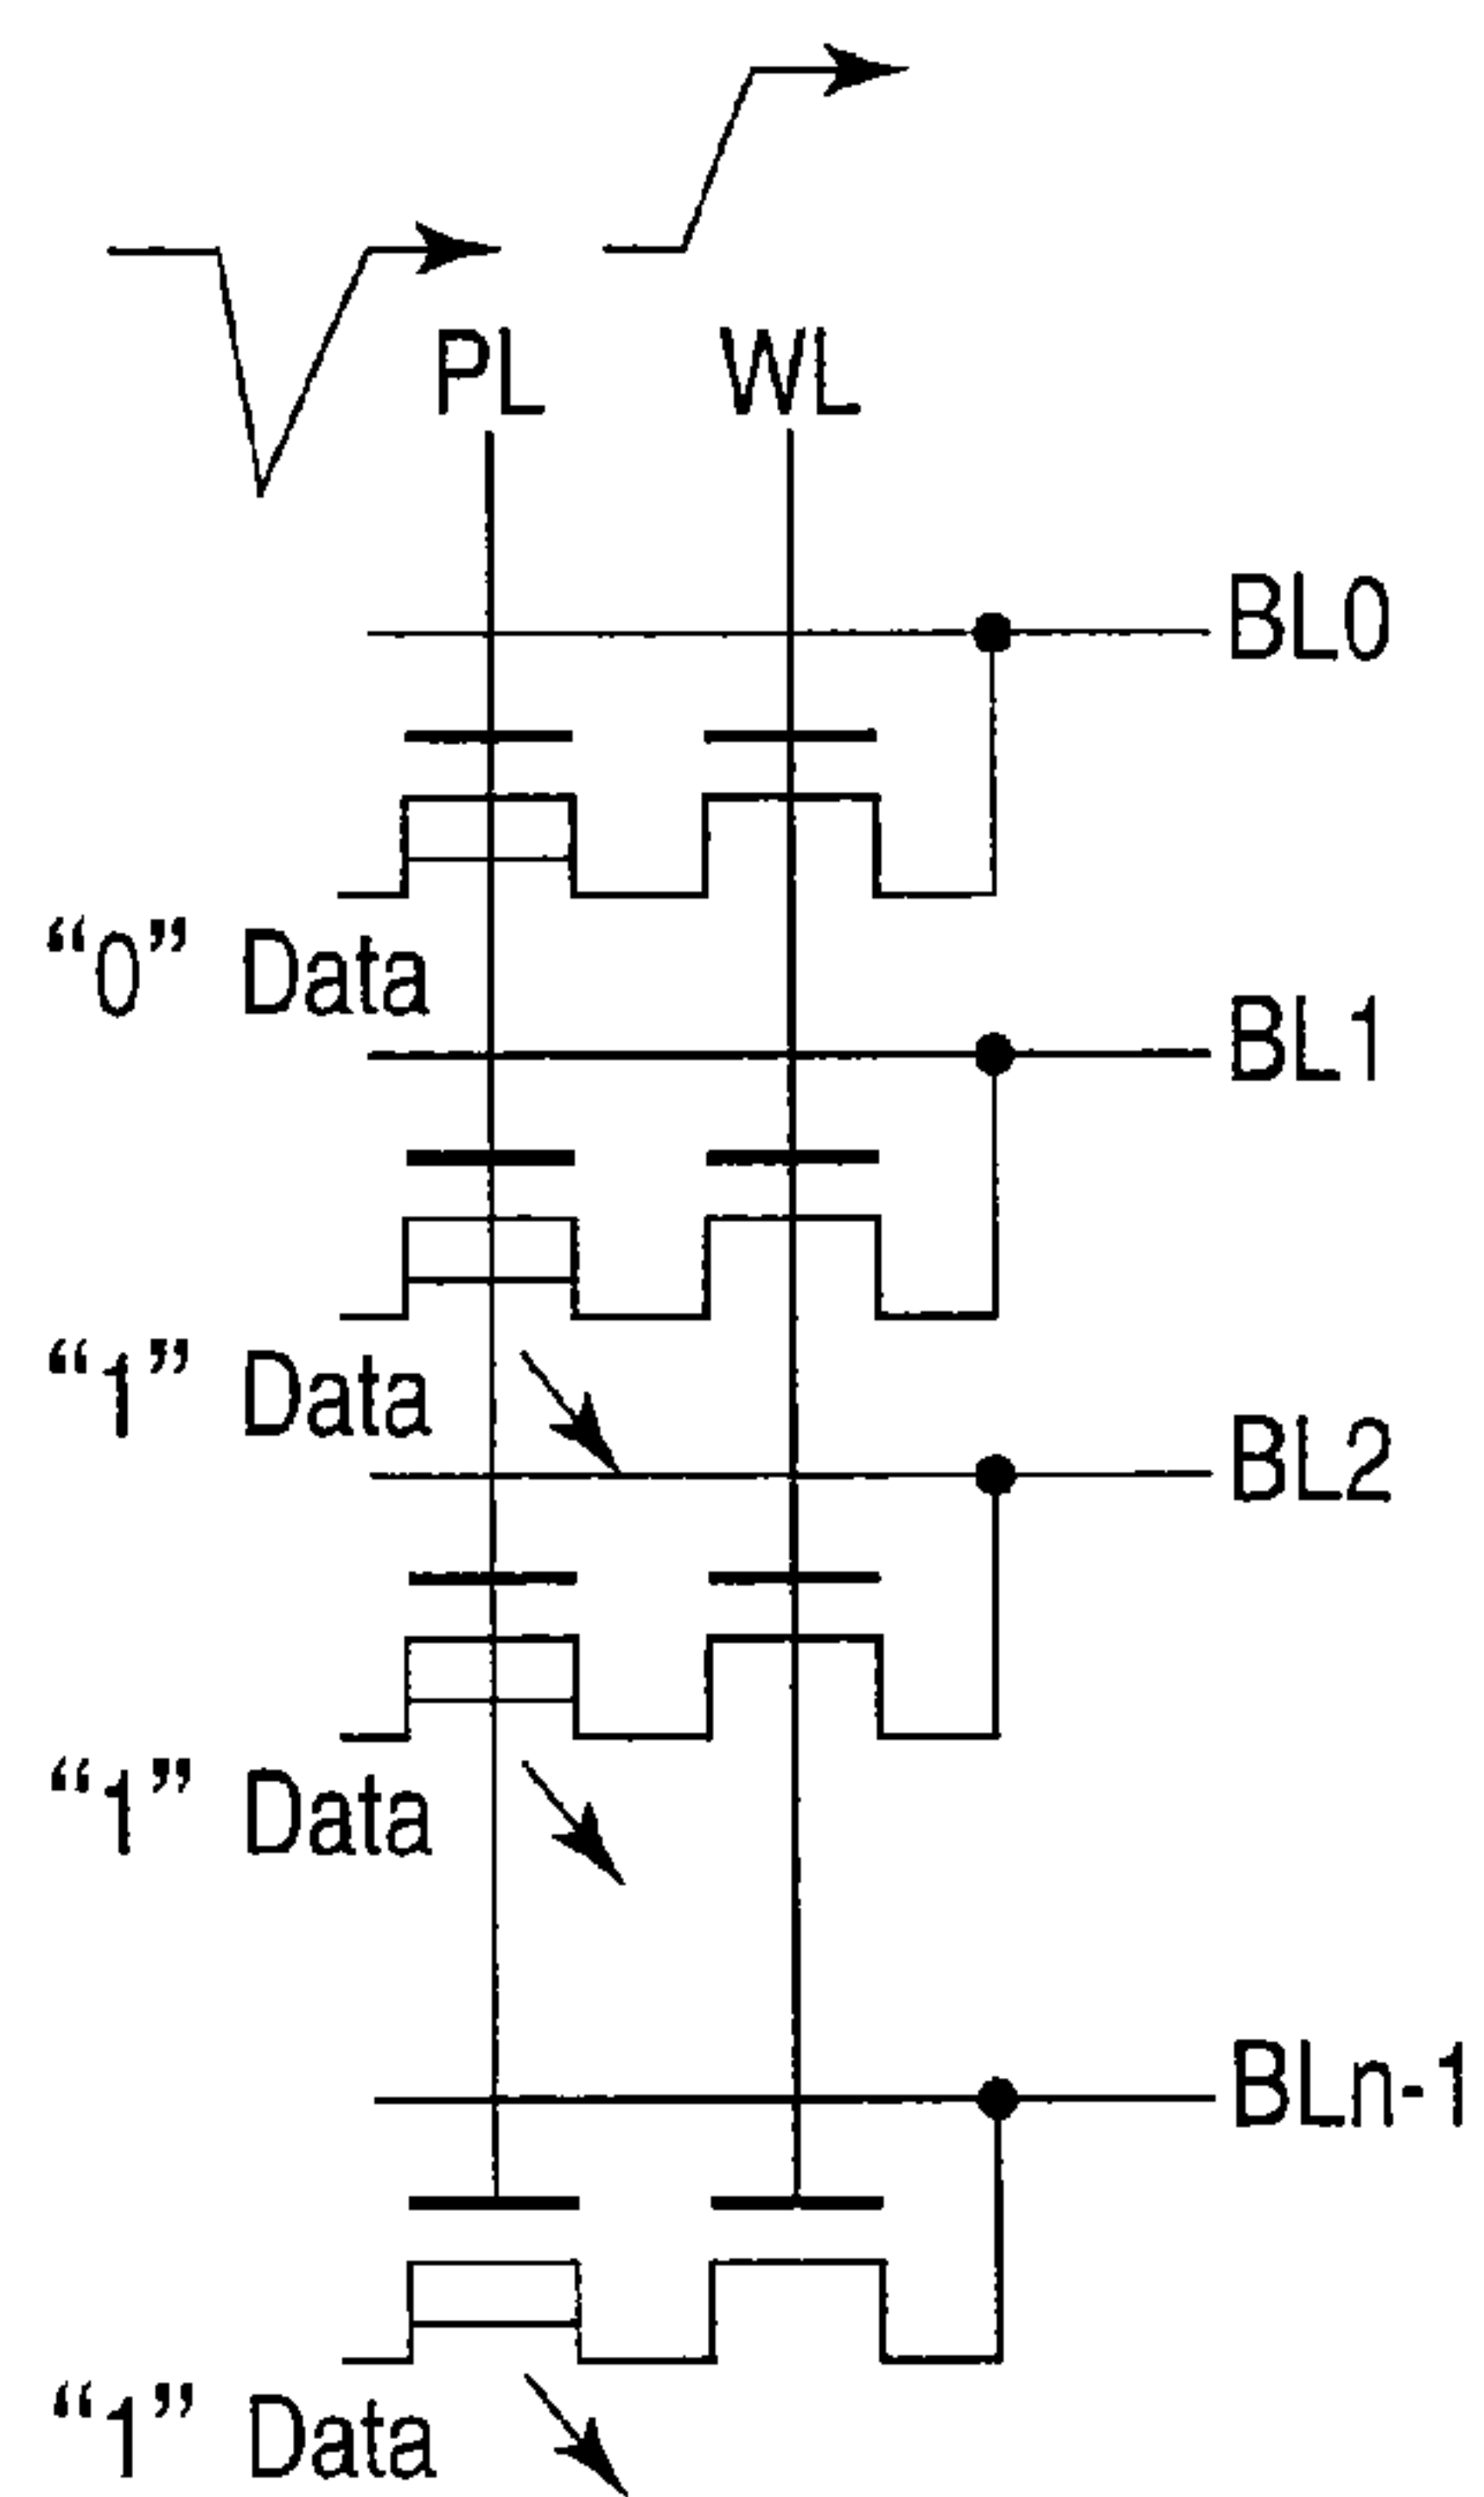 PL WL
BL0
“0” Data
BL1
“1” Data
BL2
“1” Data
BLn-1
“1” Data